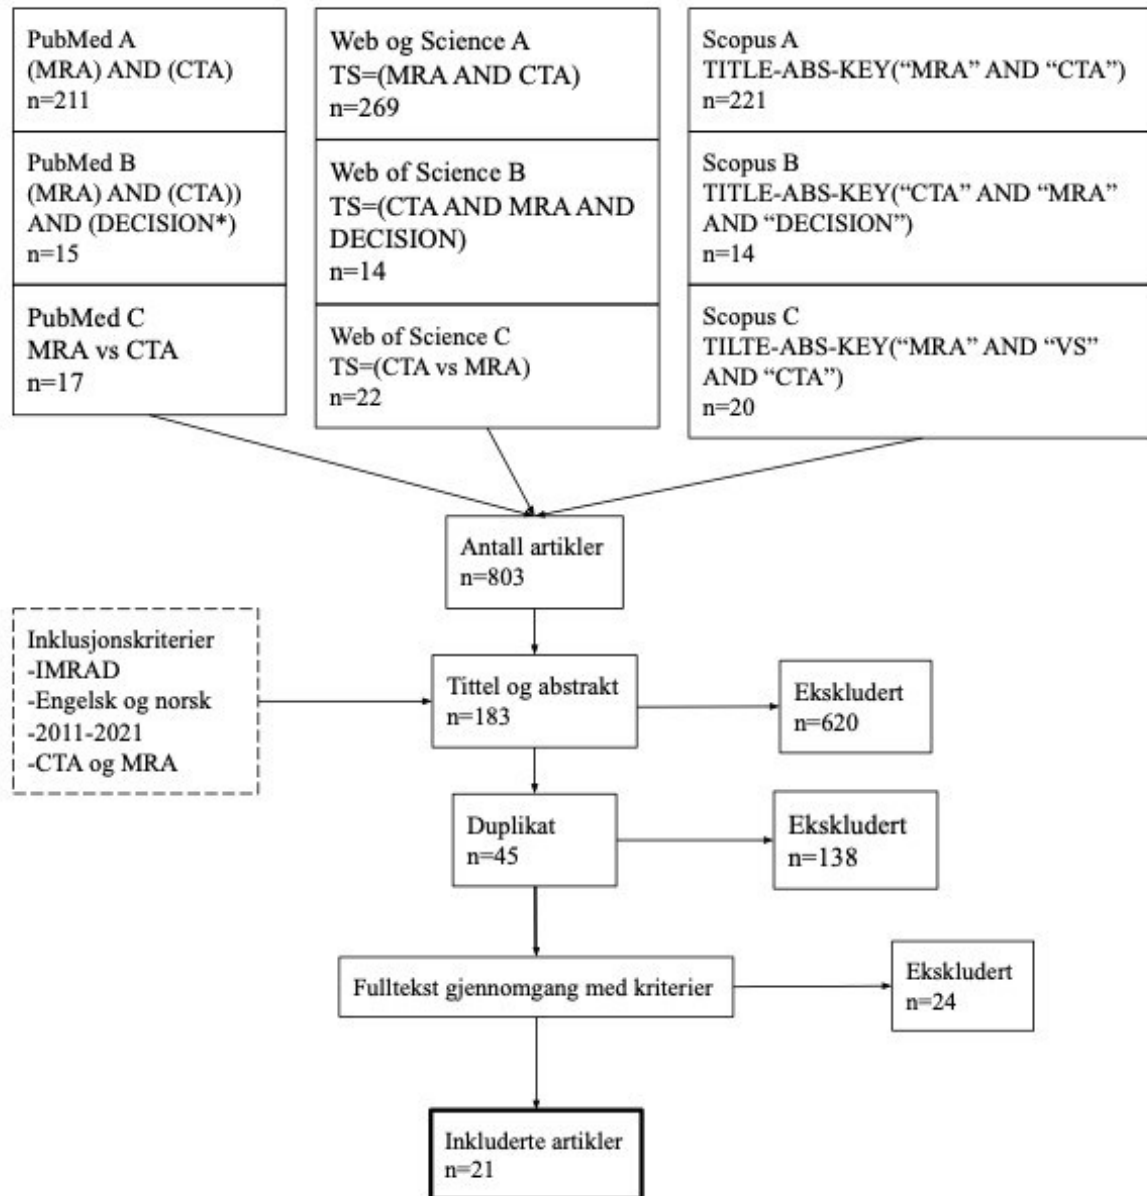 PubMed A
(MRA) AND (CTA)
n=211
PubMed B
(MRA) AND (CTA))
AND (DECISION*)
n=15
PubMed C
MRA vs CTA
n=17
Web og Science A
TS=(MRA AND CTA)
n=269
Web of Science B
TS=(CTA AND MRA AND
DECISION)
n=14
Web of Science C
TS=(CTA vs MRA)
n=22
Scopus A
TITLE-ABS-KEY(“MRA” AND “CTA”)
n=221
Scopus B
TITLE-ABS-KEY(“CTA” AND “MRA”
AND “DECISION”)
n=14
Scopus C
TILTE-ABS-KEY(“MRA” AND “VS”
AND “CTA”)
n=20
Antall artikler
n=803
Inklusjonskriterier
-IMRAD
-Engelsk og norsk
-2011-2021
-CTA og MRA
Tittel og abstrakt
n=183
Ekskludert
n=620
Duplikat
n=45
Ekskludert
n=138
Fulltekst gjennomgang med kriterier
Ekskludert
n=24
Inkluderte artikler
n=21